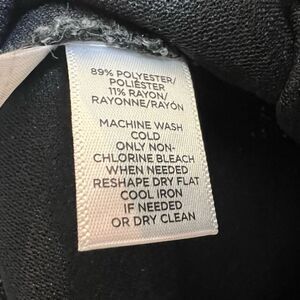 89% POLYESTER/
POLIÉSTER
11% RAYON/
RAYONNE/RAYÓN
MACHINE WASH
COLD
ONLY NON-
CHLORINE BLEACH
WHEN NEEDED
RESHAPE DRY FLAT
COOL IRON
IF NEEDED
OR DRY CLEAN